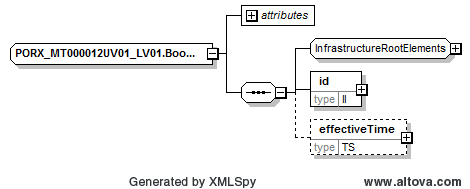 attributes
PORX_MT000012UV01_LV01.Boo...
InfrastructureRootElements
id
type II
effectiveTime
type TS
Generated by XMLSpy
www.altova.com